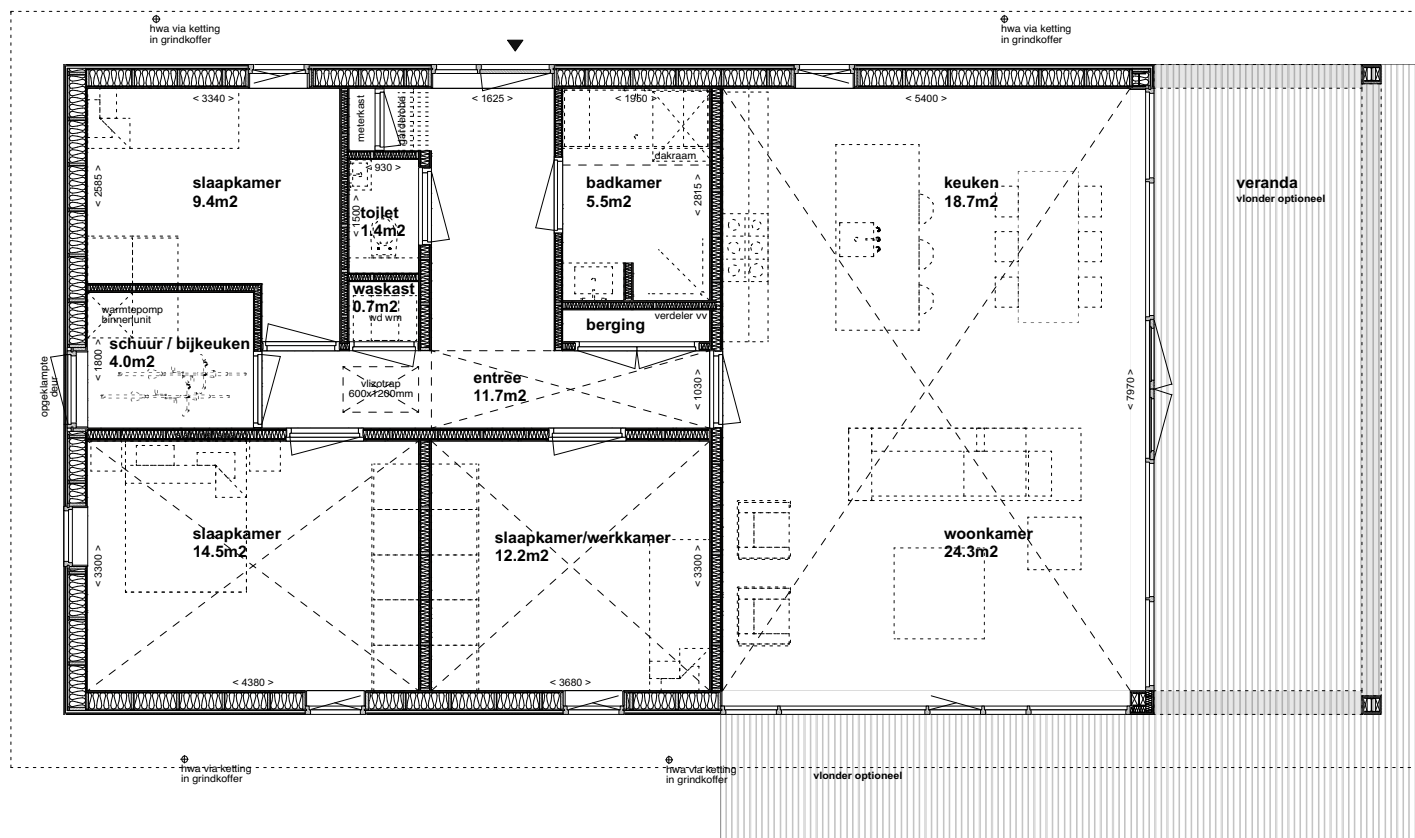 hwa via ketting
in grindkoffer
hwa via ketting
in grindkoffer
< 3340 >
meterkast
garderobe
< 1625 >
< 1960 >
< 5400 >
dakraam
< 930 >
< 2585 >
slaapkamer
9.4m2
< 1500 >
toilet
1.4m2
badkamer
5.5m2
< 2815 >
keuken
18.7m2
veranda
vlonder optioneel
waskast
0.7m2
wd wm
warmtepomp
binnenunit
schuur / bijkeuken
4.0m2
< 1800 >
opgeklampte
deur
berging
verdeler vv
vlizotrap
600x1200mm
entree
11.7m2
< 1030 >
< 7970 >
slaapkamer
14.5m2
< 3300 >
slaapkamer/werkkamer
12.2m2
< 3300 >
woonkamer
24.3m2
< 4380 >
< 3680 >
hwa via ketting
in grindkoffer
hwa via ketting
in grindkoffer
vlonder optioneel